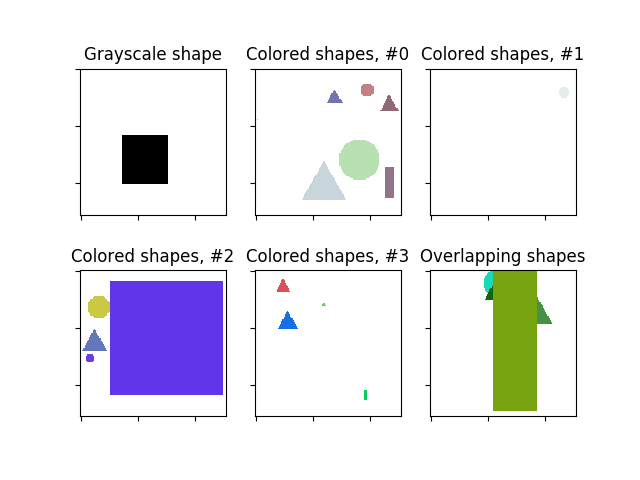 Grayscale shape
Colored shapes, #0
Colored shapes, #1
Colored shapes, #2
Colored shapes, #3
Overlapping shapes